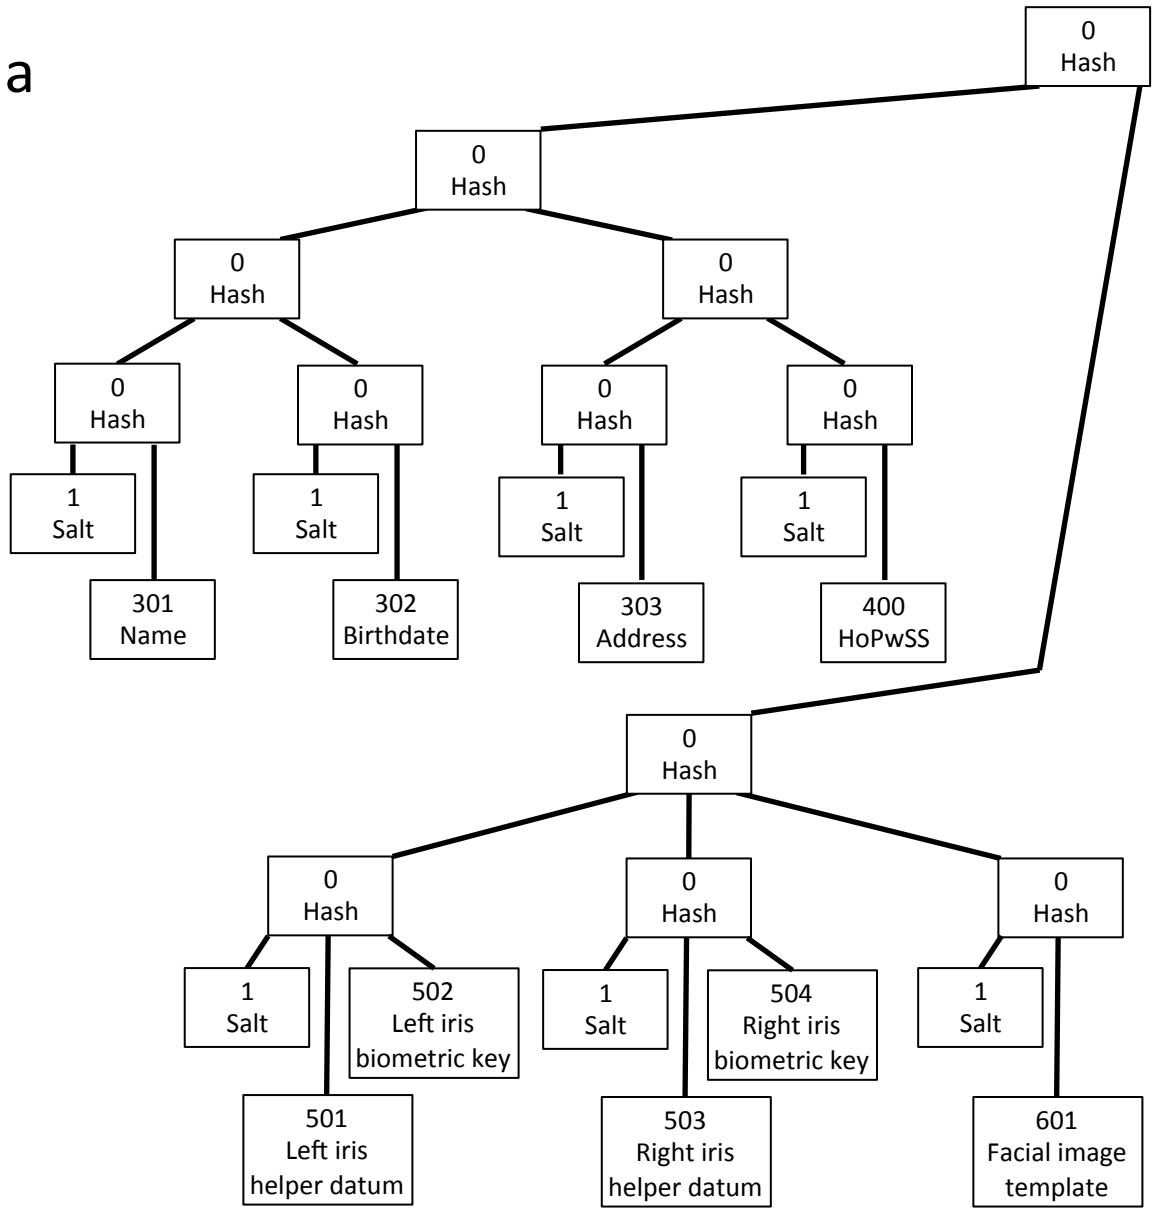 0
Hash
a
0
Hash
0
Hash
0
Hash
0
Hash
0
Hash
0
Hash
0
Hash
1
Salt
1
Salt
1
Salt
1
Salt
301
Name
302
Birthdate
303
Address
400
HoPwSS
0
Hash
0
Hash
0
Hash
0
Hash
1
Salt
502
Left iris
biometric key
1
Salt
504
Right iris
biometric key
1
Salt
501
Left iris
helper datum
503
Right iris
helper datum
601
Facial image
template